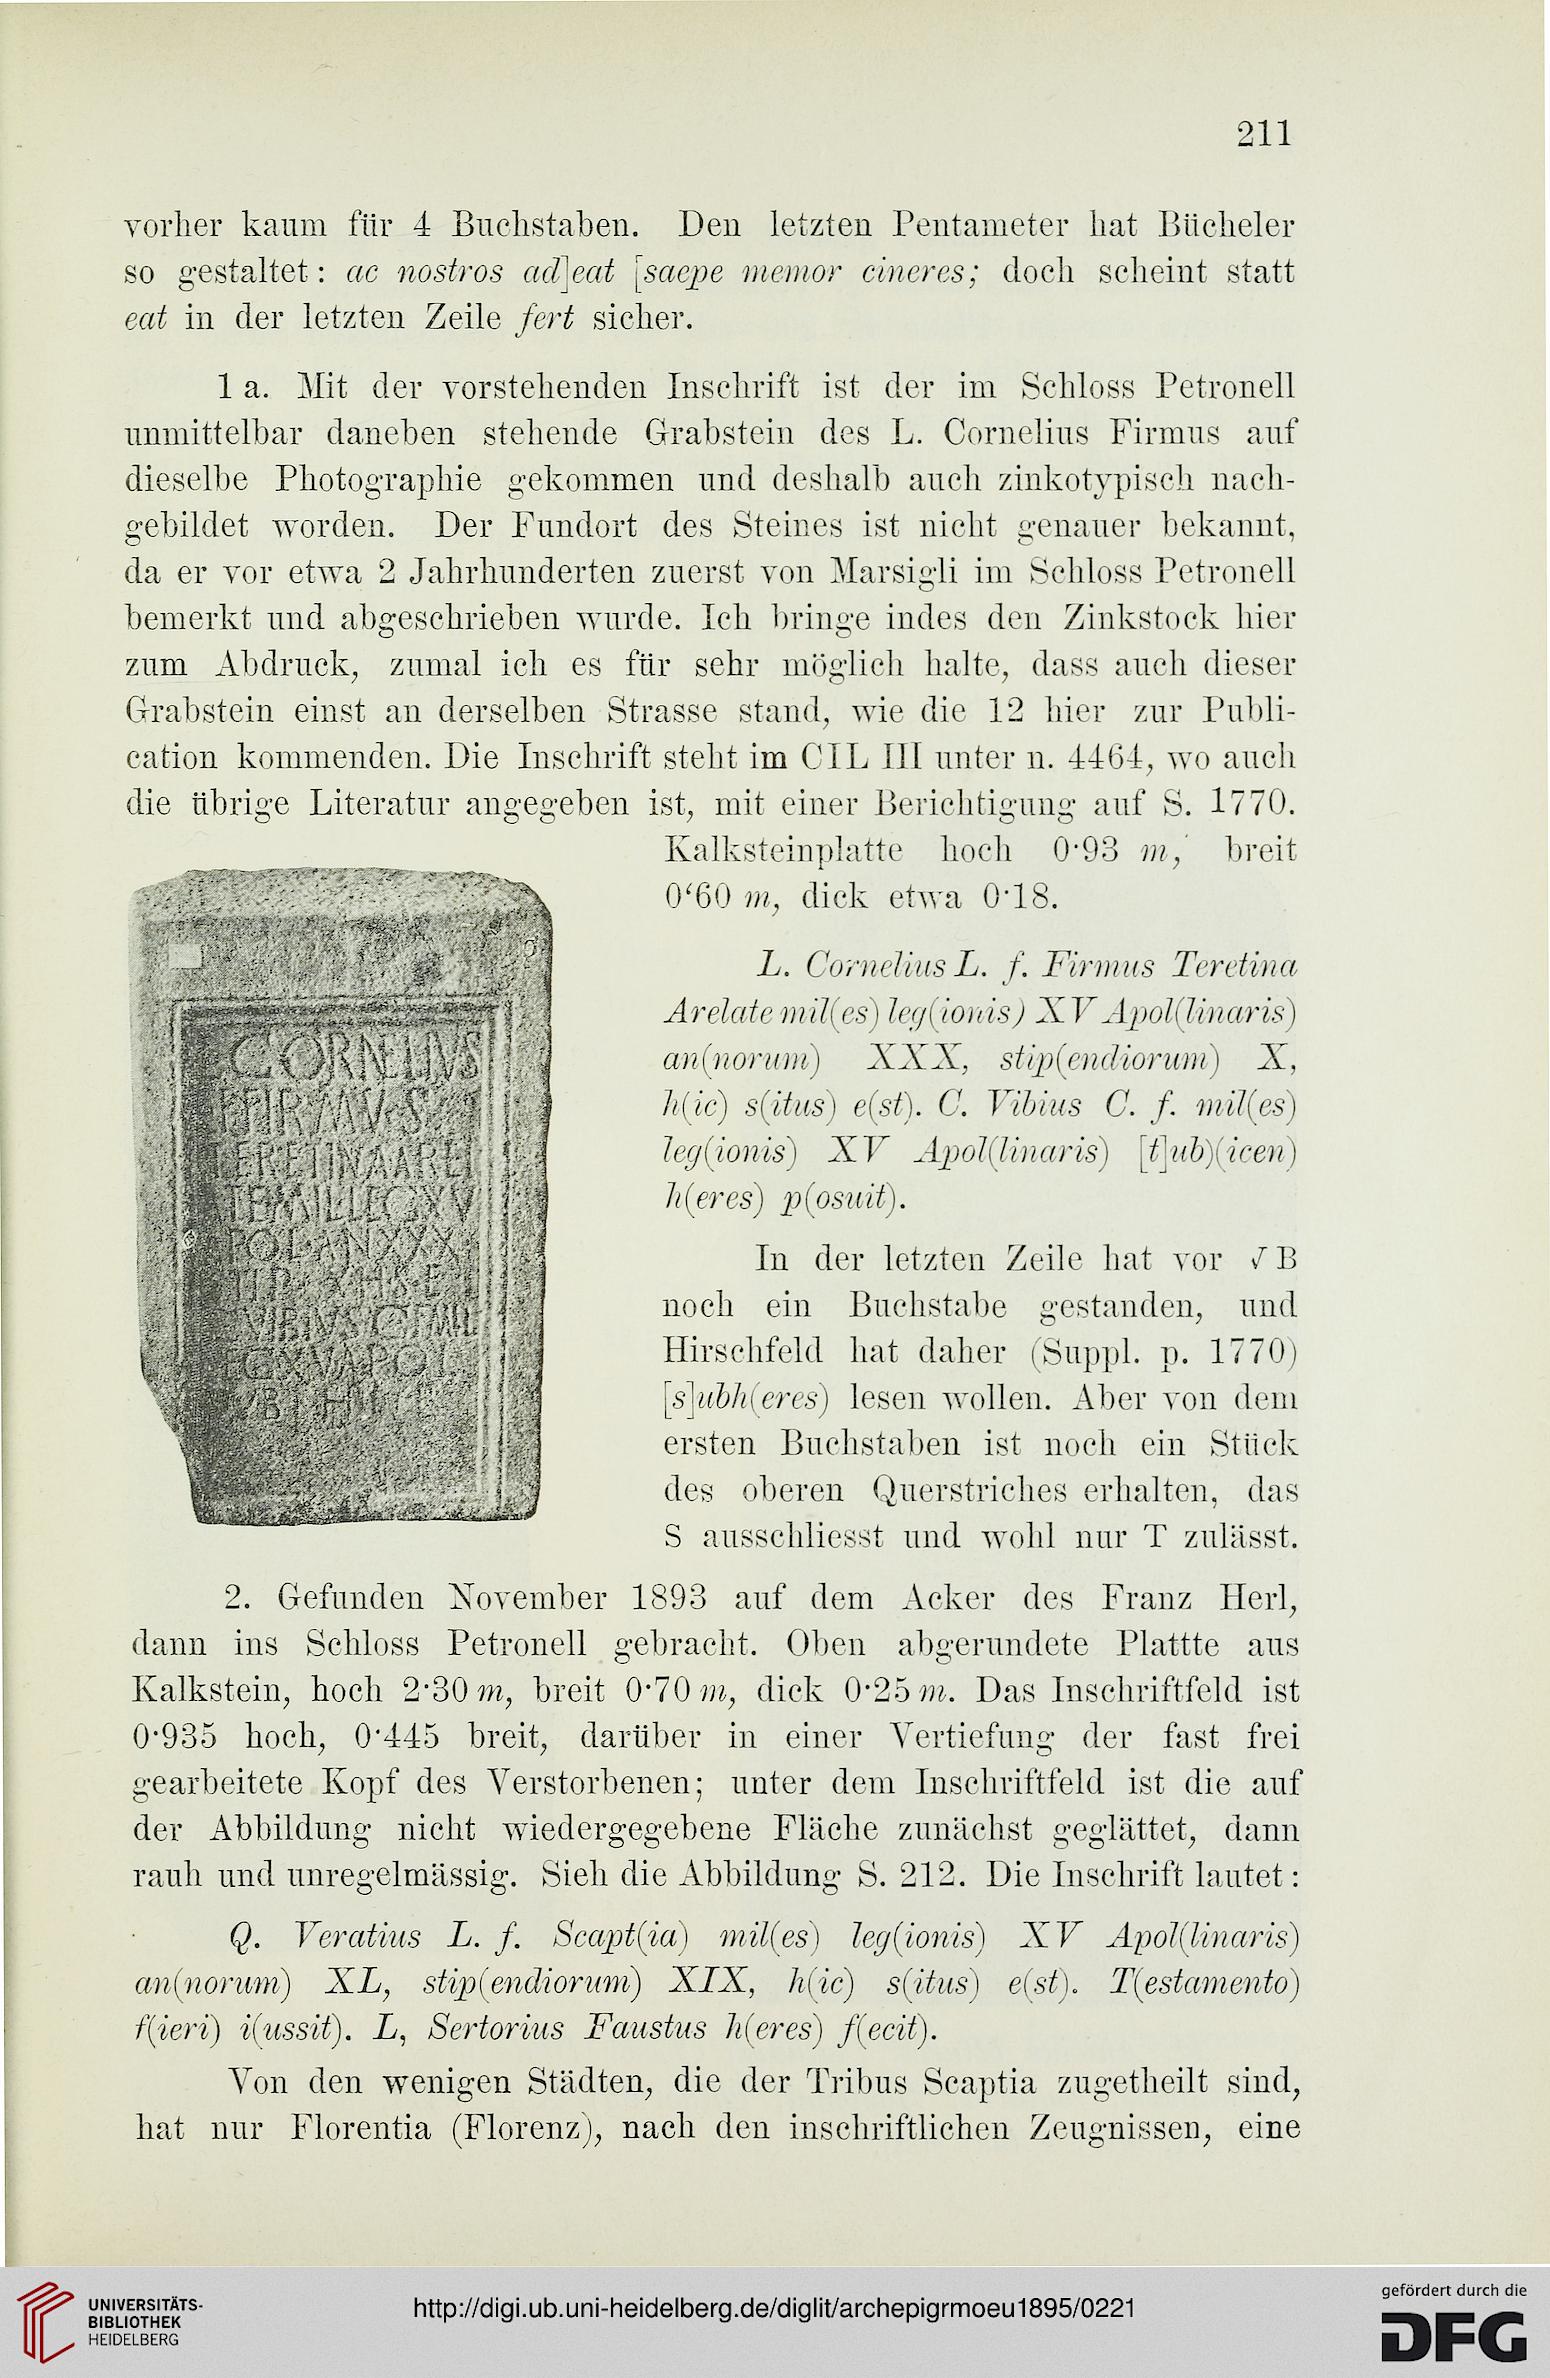 211
vorher kaum für 4 Buchstaben. Den letzten Pentameter hat Bücheler
so gestaltet: ac nostros ad]eat [saepe memor cineres; doch scheint statt
eat in der letzten Zeile fert sicher.
1 a. Mit der vorstehenden Inschrift ist der im Schloss Petronell
unmittelbar daneben stehende Grabstein des L. Cornelius Firmus auf
dieselbe Photographie gekommen und deshalb auch zinkotypisch nach-
gebildet worden. Der Fundort des Steines ist nicht genauer bekannt,
da er vor etwa 2 Jahrhunderten zuerst von Marsigli im Schloss Petronell
bemerkt und abgeschrieben wurde. Ich bringe indes den Zinkstock hier
zum Abdruck, zumal ich es für sehr möglich halte, dass auch dieser
Grabstein einst an derselben Strasse stand, wie die 12 hier zur Publi-
cation kommenden. Die Inschrift steht im CIL III unter n. 4464, wo auch
die übrige Literatur angegeben ist, mit einer Berichtigung auf S. 1770.
Kalksteinplatte hoch 0·93 m, breit
0‘60 m, dick etwa 0·18.
L. Cornelius L. f. Firmus Teretina
Arelate mil(es) leg(ionis) XV Apol(linaris)
an(norum) XXX, stip(endiorum) X,
h(ic) s(itus) e(st). C. Vibius C. f. mil(es)
leg(ionis) XV Apol(linaris) [t]ub)(icen)
h(eres) p(osuit).
In der letzten Zeile hat vor √ B
noch ein Buchstabe gestanden, und
Hirschfeld hat daher (Suppl. p. 1770)
[s]ubh(eres) lesen wollen. Aber von dem
ersten Buchstaben ist noch ein Stück
des oberen Querstriches erhalten, das
S ausschliesst und wohl nur T zulässt.
CORNELIVS
FIRMVS
2. Gefunden November 1893 auf dem Acker des Franz Herl,
dann ins Schloss Petronell gebracht. Oben abgerundete Plattte aus
Kalkstein, hoch 2·30 m, breit 0·70 m, dick 0·25 m. Das Inschriftfeld ist
0·935 hoch, 0·445 breit, darüber in einer Vertiefung der fast frei
gearbeitete Kopf des Verstorbenen; unter dem Inschriftfeld ist die auf
der Abbildung nicht wiedergegebene Fläche zunächst geglättet, dann
rauh und unregelmässig. Sieh die Abbildung S. 212. Die Inschrift lautet:
Q. Veratius L. f. Scapt(ia) mil(es) leg(ionis) XV Apol(linaris)
an(norum) XL, stip(endiorum) XIX, h(ic) s(itus) e(st). T(estamento)
f(ieri) i(ussit). L, Sertorius Faustus h(eres) f(ecit).
Von den wenigen Städten, die der Tribus Scaptia zugetheilt sind,
hat nur Florentia (Florenz), nach den inschriftlichen Zeugnissen, eine
UNIVERSITÄTS-
BIBLIOTHEK
HEIDELBERG
http://digi.ub.uni-heidelberg.de/diglit/archepigrmoeu1895/0221
gefördert durch die
DFG